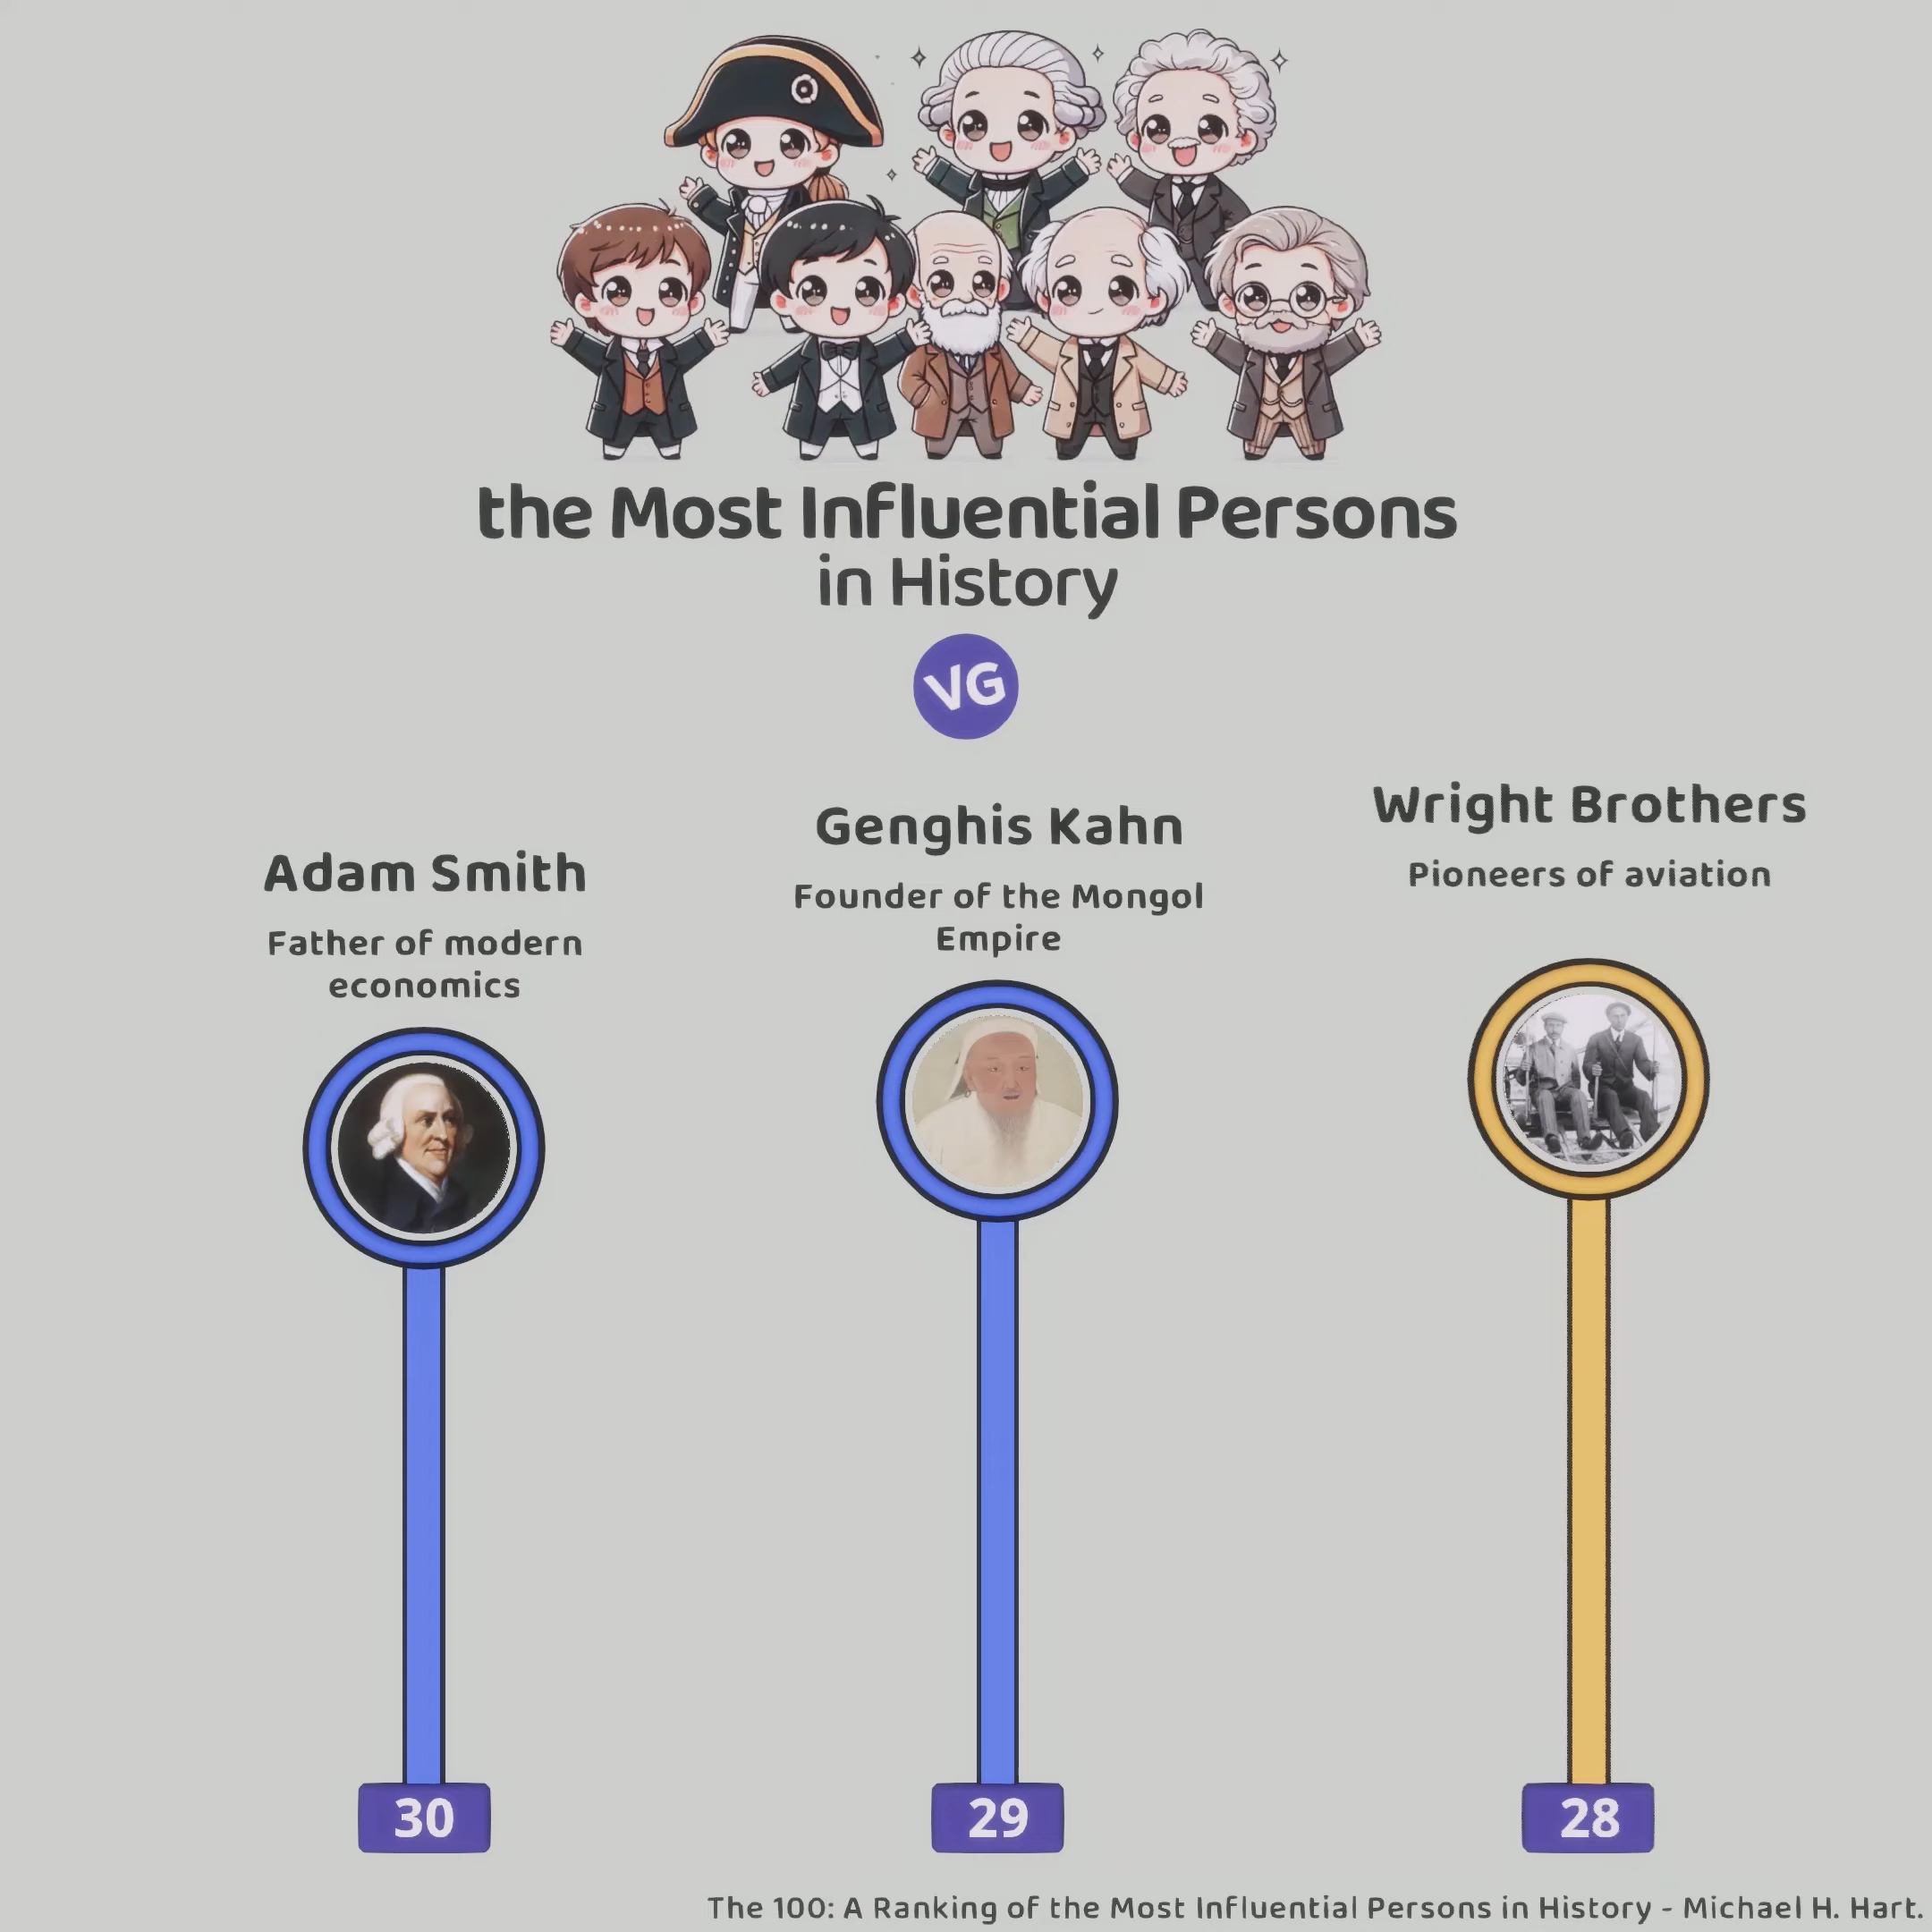 the Most Influential Persons
in History
VG
Adam Smith
Father of modern
economics
Genghis Kahn
Founder of the Mongol
Empire
Wright Brothers
Pioneers of aviation
30
29
28
The 100: A Ranking of the Most Influential Persons in History - Michael H. Hart.